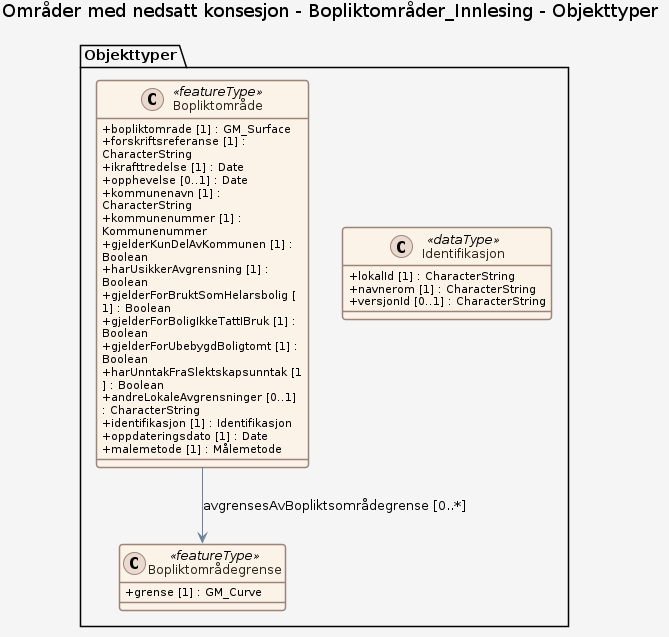 Områder med nedsatt konsesjon - Bopliktområder_Innlesing - Objekttyper
Objekttyper
C
«featureType»
Bopliktområde
+bopliktomrade [1] : GM_Surface
+forskriftsreferanse [1] :
CharacterString
+ikrafttredelse [1] : Date
+opphevelse [0..1] : Date
+kommunenavn [1] :
CharacterString
+kommunenummer [1] :
Kommunenummer
+gjelderKunDelAvKommunen [1] :
Boolean
+harUsikkerAvgrensning [1] :
Boolean
+gjelderForBruktSomHelarsbolig [
1] : Boolean
+gjelderForBoligIkkeTattIBruk [1] :
Boolean
+gjelderForUbebygdBoligtomt [1] :
Boolean
+harUnntakFraSlektskapsunntak [1
] : Boolean
+andreLokaleAvgrensninger [0..1]
: CharacterString
+identifikasjon [1] : Identifikasjon
+oppdateringsdato [1] : Date
+malemetode [1] : Målemetode
C
«dataType»
Identifikasjon
+lokalId [1] : CharacterString
+navnerom [1] : CharacterString
+versjonId [0..1] : CharacterString
avgrensesAvBopliktsområdegrense [0..*]
C
«featureType»
Bopliktområdegrense
+grense [1] : GM_Curve